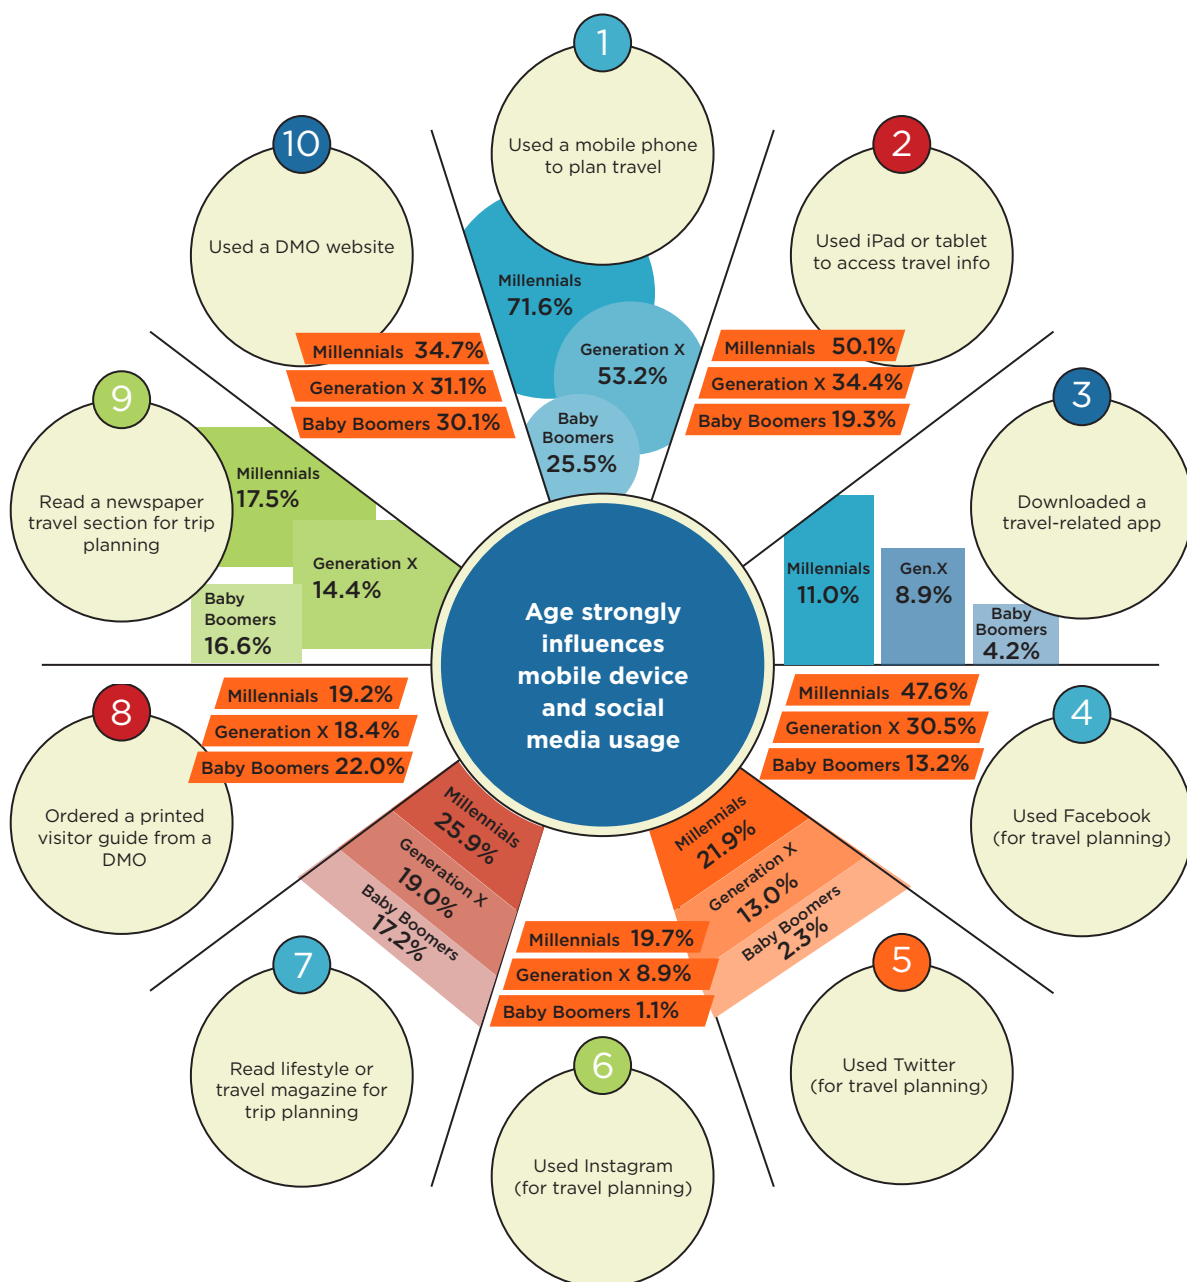 1
Used a mobile phone
to plan travel
Millennials
71.6%
Generation X
53.2%
Baby
Boomers
25.5%
2
Used iPad or tablet
to access travel info
Millennials 50.1%
Generation X 34.4%
Baby Boomers 19.3%
3
Downloaded a
travel-related app
Millennials
11.0%
Gen.X
8.9%
Baby
Boomers
4.2%
4
Used Facebook
(for travel planning)
Millennials 47.6%
Generation X 30.5%
Baby Boomers 13.2%
5
Used Twitter
(for travel planning)
Millennials
21.9%
Generation X
13.0%
Baby Boomers
2.3%
6
Used Instagram
(for travel planning)
Millennials 19.7%
Generation X 8.9%
Baby Boomers 1.1%
7
Read lifestyle or
travel magazine for
trip planning
Millennials
25.9%
Generation X
19.0%
Baby Boomers
17.2%
8
Ordered a printed
visitor guide from a
DMO
Millennials 19.2%
Generation X 18.4%
Baby Boomers 22.0%
9
Read a newspaper
travel section for trip
planning
Millennials
17.5%
Generation X
14.4%
Baby
Boomers
16.6%
10
Used a DMO website
Millennials 34.7%
Generation X 31.1%
Baby Boomers 30.1%
Age strongly
influences
mobile device
and social
media usage